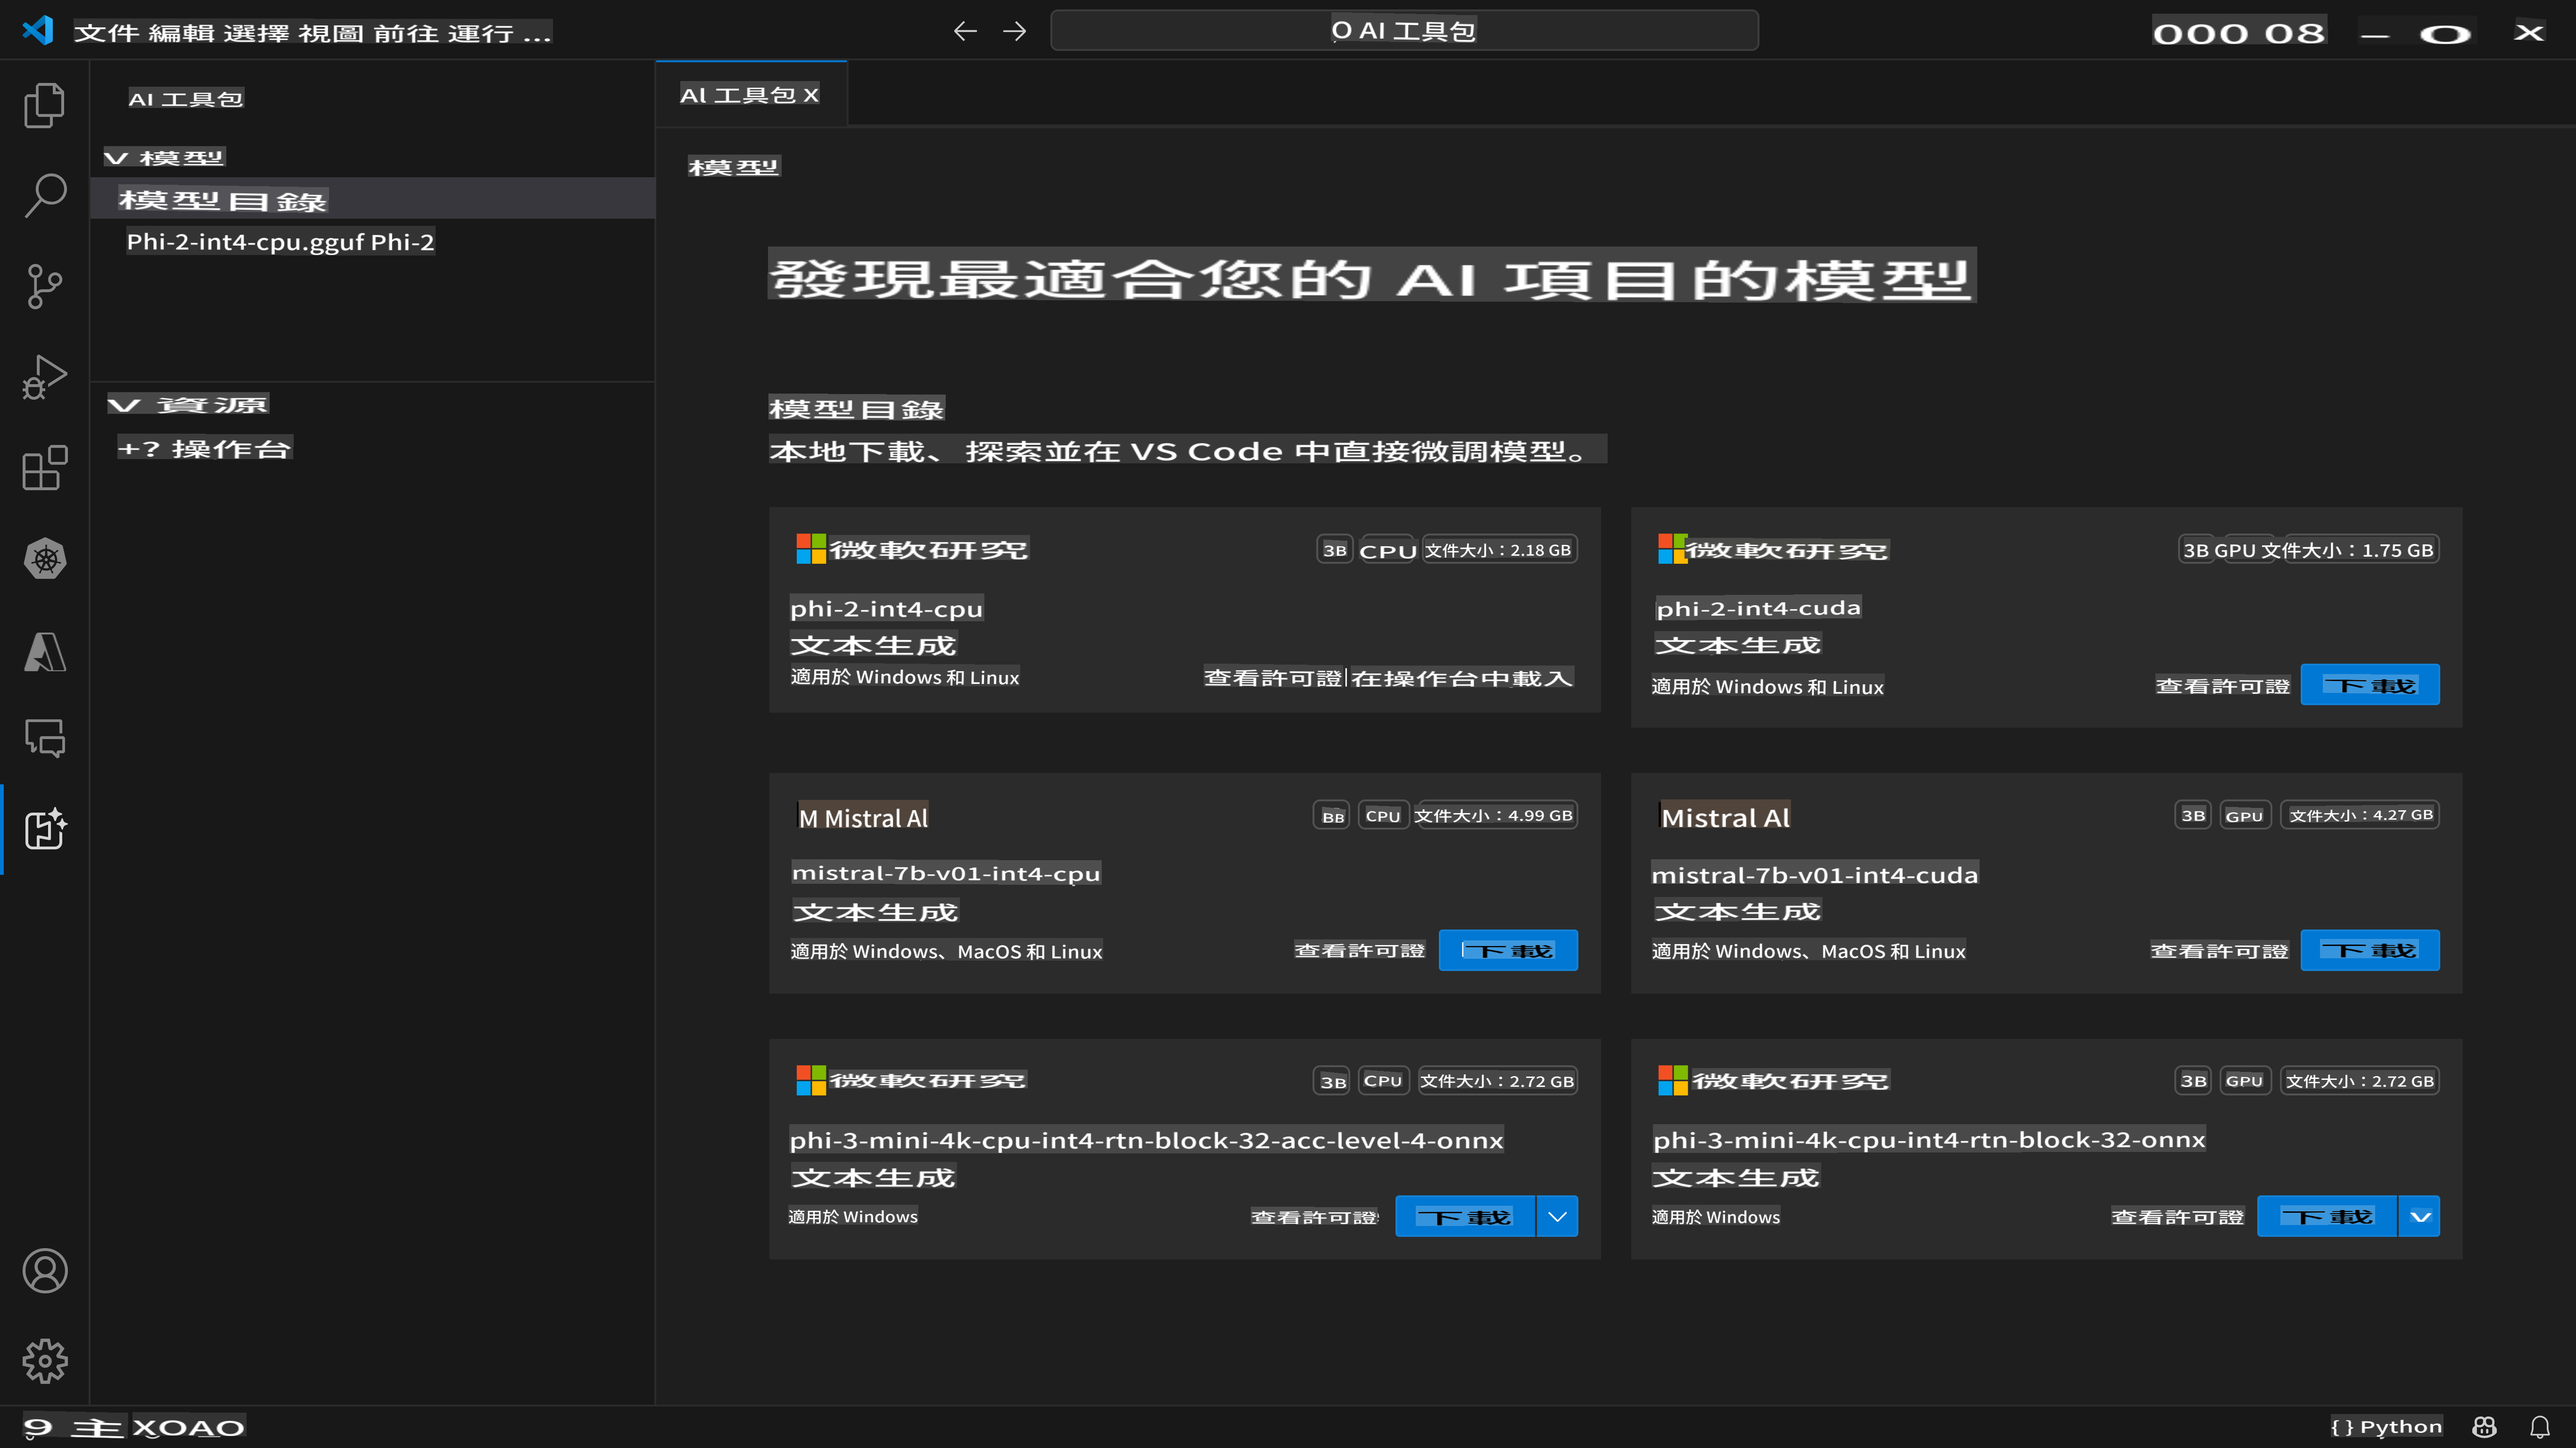 文件 編輯 選擇 視圖 前往 運行 ...
O AI 工具包
000 08 — O X
AI 工具包
AI 工具包 X
V 模型
模型目錄
Phi-2-int4-cpu.gguf Phi-2
V 資源
+? 操作台
模型
發現最適合您的 AI 項目的模型
模型目錄
本地下載、探索並在 VS Code 中直接微調模型。
微軟研究
3B CPU 文件大小：2.18 GB
phi-2-int4-cpu
文本生成
適用於 Windows 和 Linux
查看許可證 在操作台中載入
微軟研究
3B GPU 文件大小：1.75 GB
phi-2-int4-cuda
文本生成
適用於 Windows 和 Linux
查看許可證 下載
M Mistral Al
BB CPU 文件大小：4.99 GB
mistral-7b-v01-int4-cpu
文本生成
適用於 Windows、MacOS 和 Linux
查看許可證 下載
Mistral Al
3B GPU 文件大小：4.27 GB
mistral-7b-v01-int4-cuda
文本生成
適用於 Windows、MacOS 和 Linux
查看許可證 下載
微軟研究
3B CPU 文件大小：2.72 GB
phi-3-mini-4k-cpu-int4-rtn-block-32-acc-level-4-onnx
文本生成
適用於 Windows
查看許可證 下載
微軟研究
3B GPU 文件大小：2.72 GB
phi-3-mini-4k-cpu-int4-rtn-block-32-onnx
文本生成
適用於 Windows
查看許可證 下載 V
9 主 XOAO
{ } Python